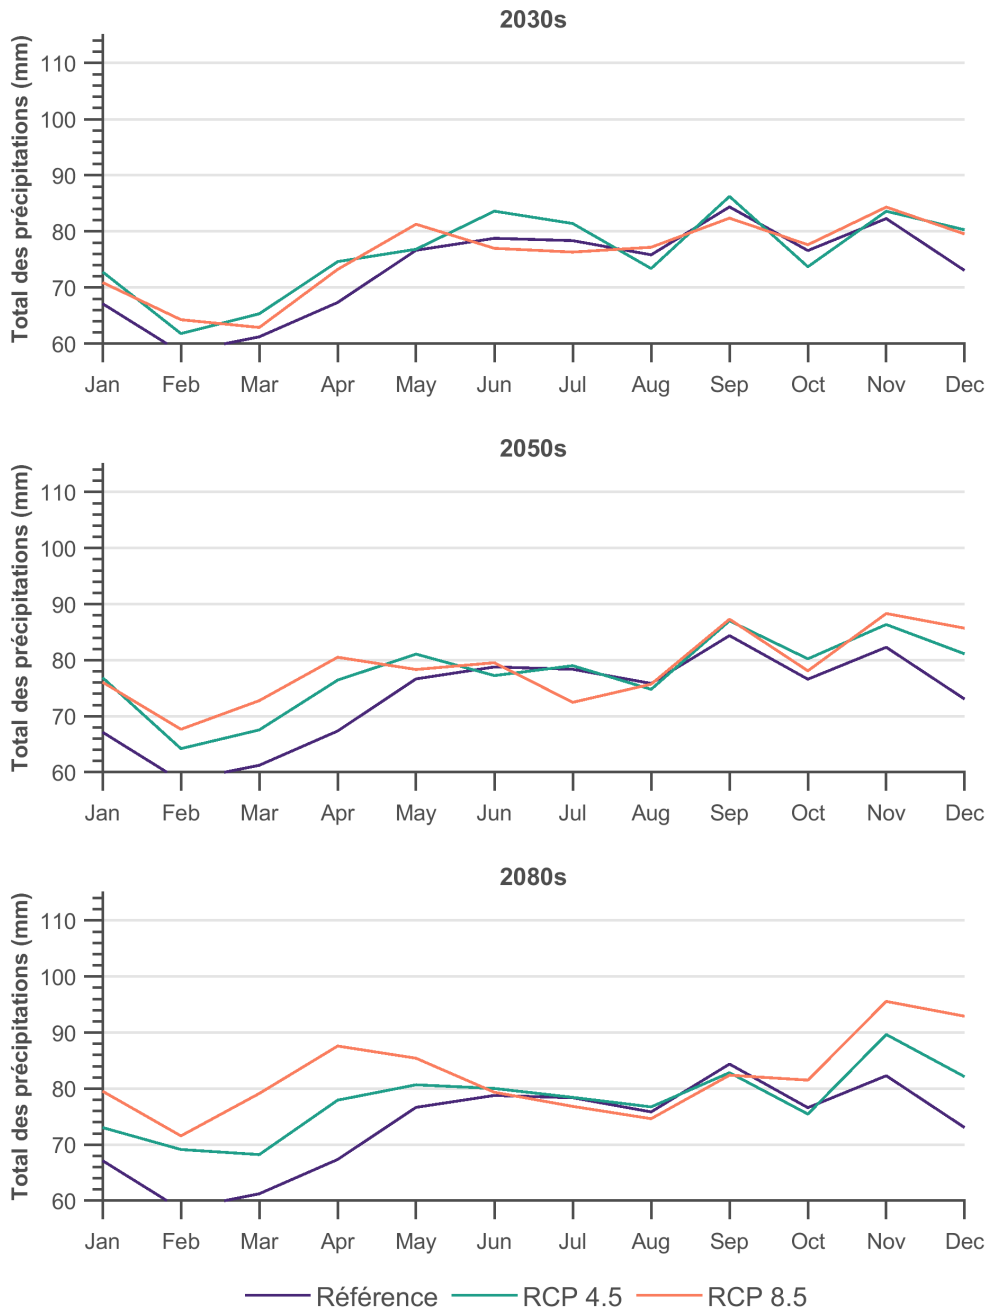 2030s
Total des précipitations (mm)
110
100
90
80
70
60
Jan Feb Mar Apr May Jun Jul Aug Sep Oct Nov Dec
2050s
Total des précipitations (mm)
110
100
90
80
70
60
Jan Feb Mar Apr May Jun Jul Aug Sep Oct Nov Dec
2080s
Total des précipitations (mm)
110
100
90
80
70
60
Jan Feb Mar Apr May Jun Jul Aug Sep Oct Nov Dec
Référence RCP 4.5 RCP 8.5